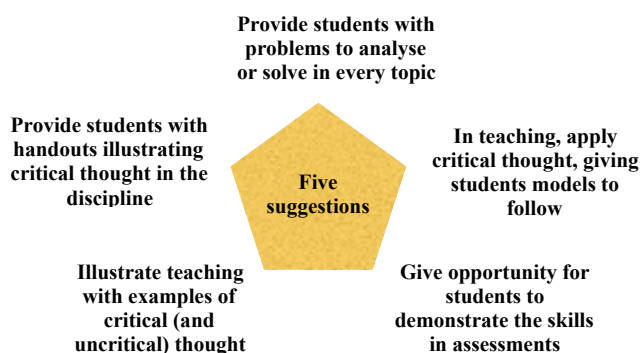 Provide students with
problems to analyse
or solve in every topic
Provide students with
handouts illustrating
critical thought in the
discipline
In teaching, apply
critical thought, giving
students models to
follow
Five
suggestions
Illustrate teaching
with examples of
critical (and
uncritical) thought
Give opportunity for
students to
demonstrate the skills
in assessments